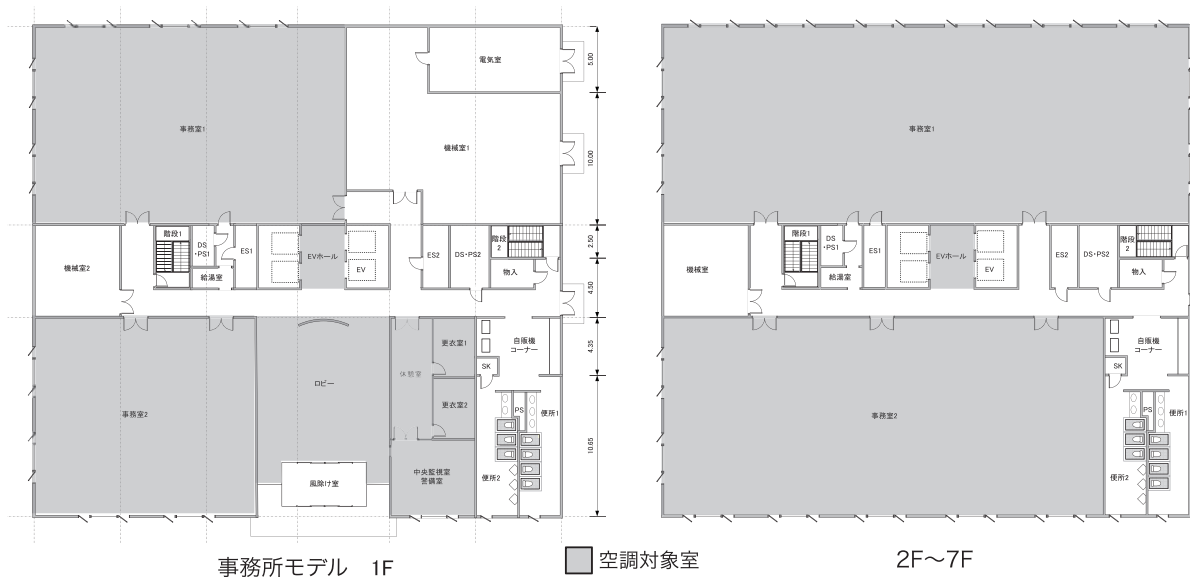 電気室
5.00
事務室1
機械室1
10.00
階段1
DS
・PS1
ES1
EVホール
EV
ES2
DS・PS2
階段
2
2.50
機械室2
給湯室
物入
4.50
ロビー
休憩室
更衣室1
SK
自販機
コーナー
4.35
事務室2
更衣室2
PS
便所1
10.65
中央監視室
警備室
便所2
風除け室
事務所モデル 1F
事務室1
階段1
DS
・PS1
ES1
EVホール
EV
ES2
DS・PS2
階段
2
機械室
給湯室
物入
自販機
コーナー
SK
事務室2
PS
便所1
便所2
空調対象室
2F～7F